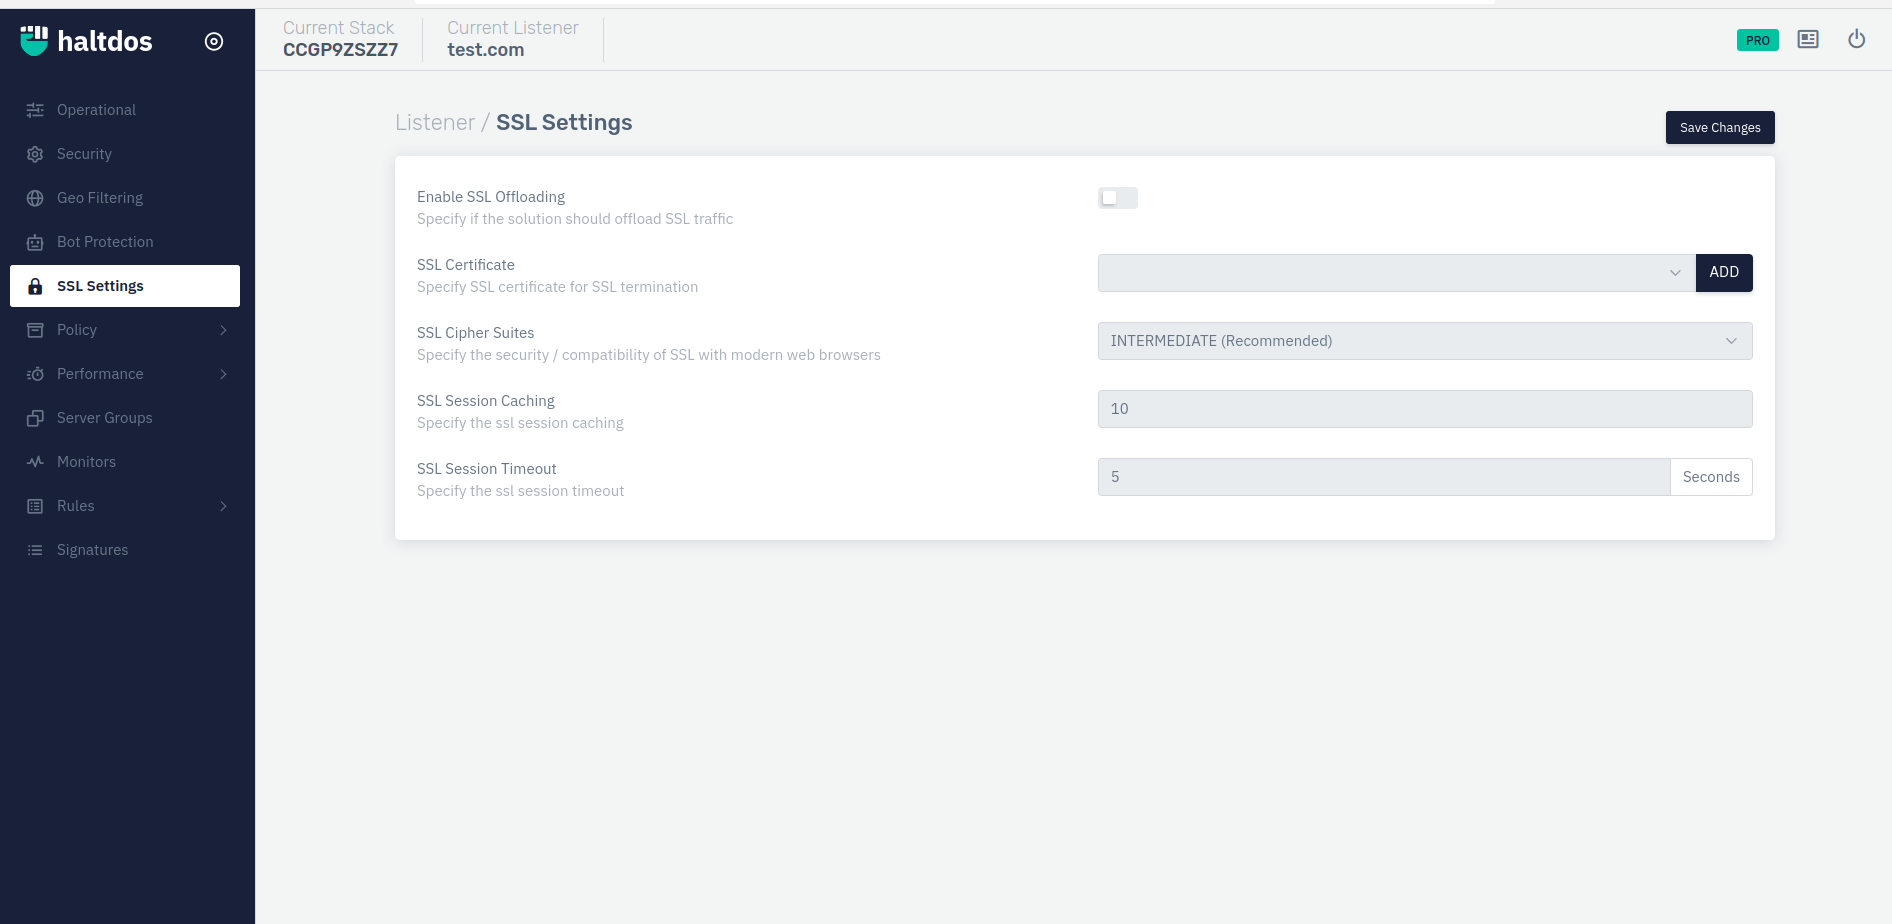 haltdos
Current Stack
CCGP9ZSZZ7
Current Listener
test.com
PRO
Operational
Security
Geo Filtering
Bot Protection
SSL Settings
Policy
Performance
Server Groups
Monitors
Rules
Signatures
Listener / SSL Settings
Save Changes
Enable SSL Offloading
Specify if the solution should offload SSL traffic
SSL Certificate
Specify SSL certificate for SSL termination
ADD
SSL Cipher Suites
Specify the security / compatibility of SSL with modern web browsers
INTERMEDIATE (Recommended)
SSL Session Caching
Specify the ssl session caching
10
SSL Session Timeout
Specify the ssl session timeout
5
Seconds